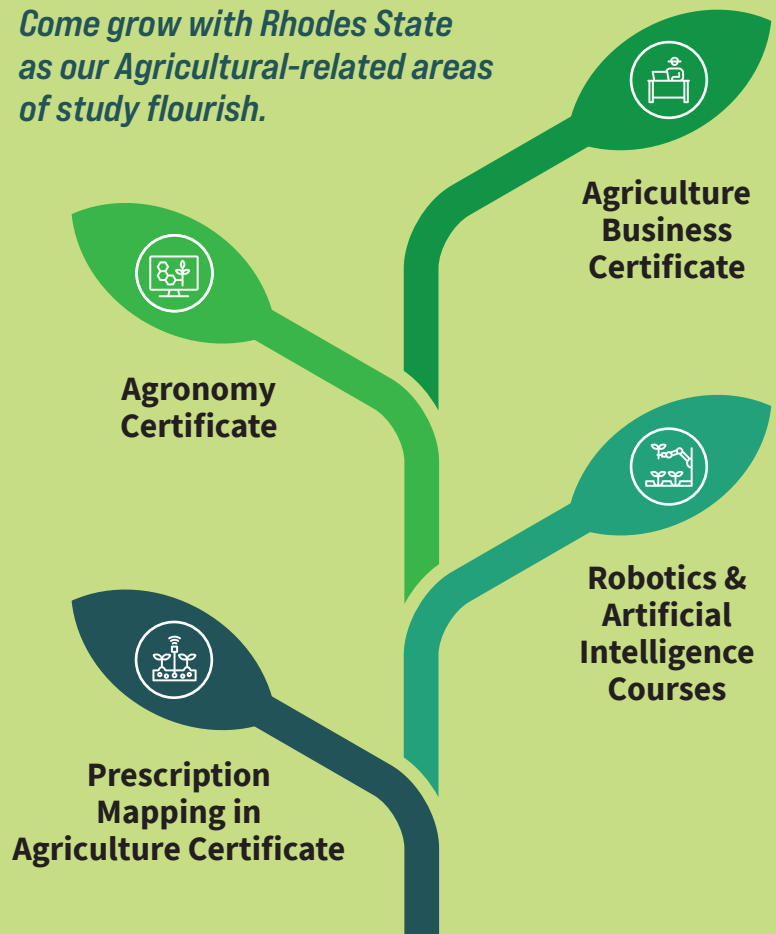 Come grow with Rhodes State
as our Agricultural-related areas
of study flourish.
Agriculture
Business
Certificate
Agronomy
Certificate
Robotics &
Artificial
Intelligence
Courses
Prescription
Mapping in
Agriculture Certificate